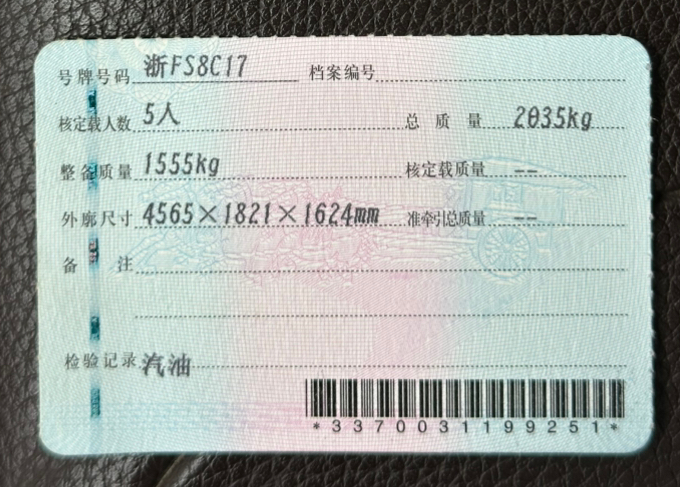 号牌号码 浙FS8C17 档案编号
核定载人数 5人 总质量 2035kg
整备质量 1555kg 核定载质量 --
外廓尺寸 4565×1821×1624mm 准牵引总质量 --
备注
检验记录 汽油
*3370031199251*